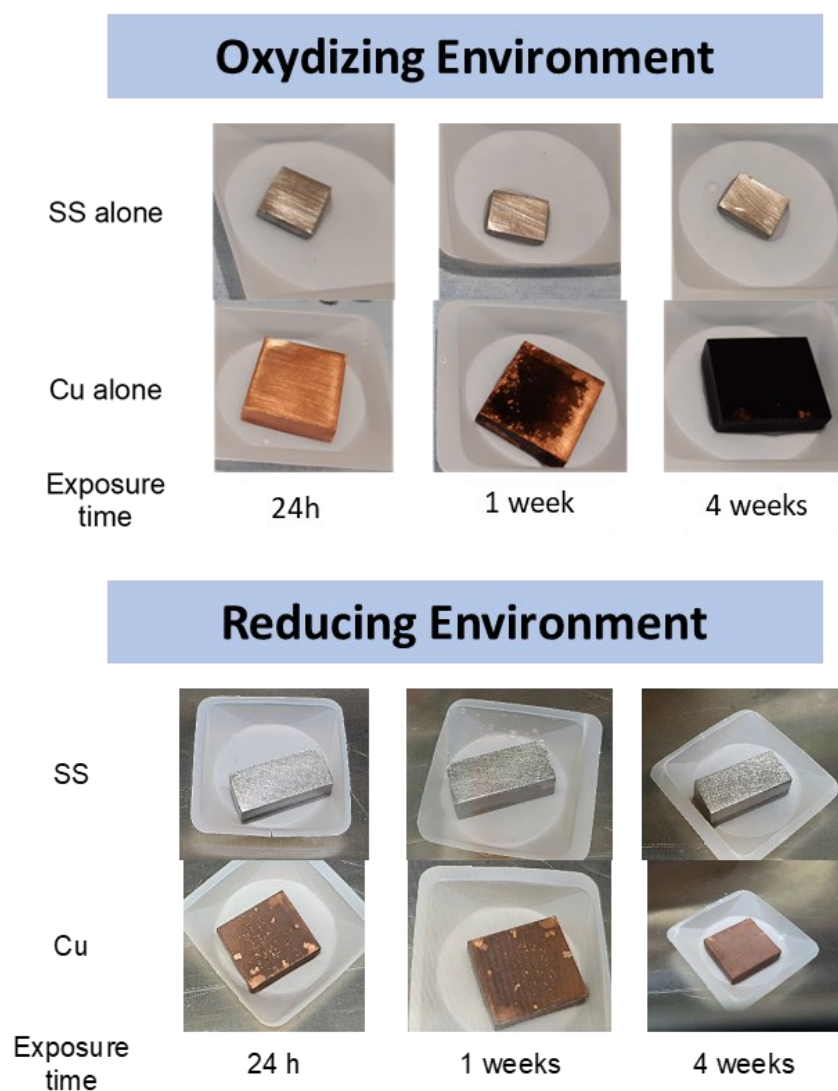 Oxydizing Environment
SS alone
Cu alone
Exposure
time
24h
1 week
4 weeks
Reducing Environment
SS
Cu
Exposure
time
24 h
1 weeks
4 weeks